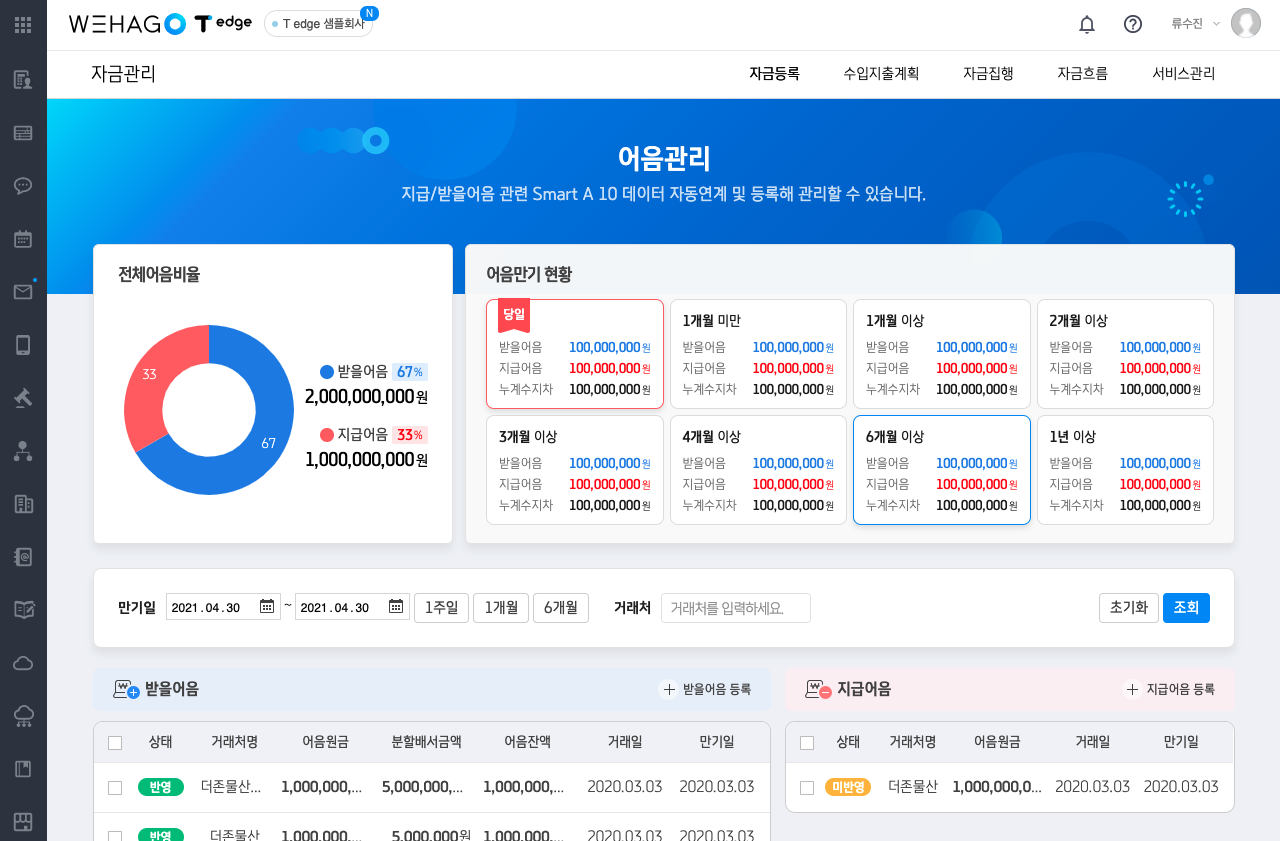 WEHAGO T edge T edge 샘플회사 N 류수진
자금관리 자금등록 수입지출계획 자금집행 자금흐름 서비스관리
어음관리
지급/받을어음 관련 Smart A 10 데이터 자동연계 및 등록해 관리할 수 있습니다.
전체어음비율
33
67
받을어음 67%
2,000,000,000원
지급어음 33%
1,000,000,000원
어음만기 현황
당일
받을어음 100,000,000원
지급어음 100,000,000원
누계수지차 100,000,000원
1개월 미만
받을어음 100,000,000원
지급어음 100,000,000원
누계수지차 100,000,000원
1개월 이상
받을어음 100,000,000원
지급어음 100,000,000원
누계수지차 100,000,000원
2개월 이상
받을어음 100,000,000원
지급어음 100,000,000원
누계수지차 100,000,000원
3개월 이상
받을어음 100,000,000원
지급어음 100,000,000원
누계수지차 100,000,000원
4개월 이상
받을어음 100,000,000원
지급어음 100,000,000원
누계수지차 100,000,000원
6개월 이상
받을어음 100,000,000원
지급어음 100,000,000원
누계수지차 100,000,000원
1년 이상
받을어음 100,000,000원
지급어음 100,000,000원
누계수지차 100,000,000원
만기일 2021.04.30 ~ 2021.04.30 1주일 1개월 6개월 거래처 거래처를 입력하세요. 초기화 조회
받을어음 + 받을어음 등록
상태 거래처명 어음원금 분할배서금액 어음잔액 거래일 만기일
반영 더존물산... 1,000,000,... 5,000,000,... 1,000,000,... 2020.03.03 2020.03.03
반영 더존물산 1,000,000,... 5,000,000원 1,000,000,... 2020.03.03 2020.03.03
지급어음 + 지급어음 등록
상태 거래처명 어음원금 거래일 만기일
미반영 더존물산 1,000,000,0... 2020.03.03 2020.03.03